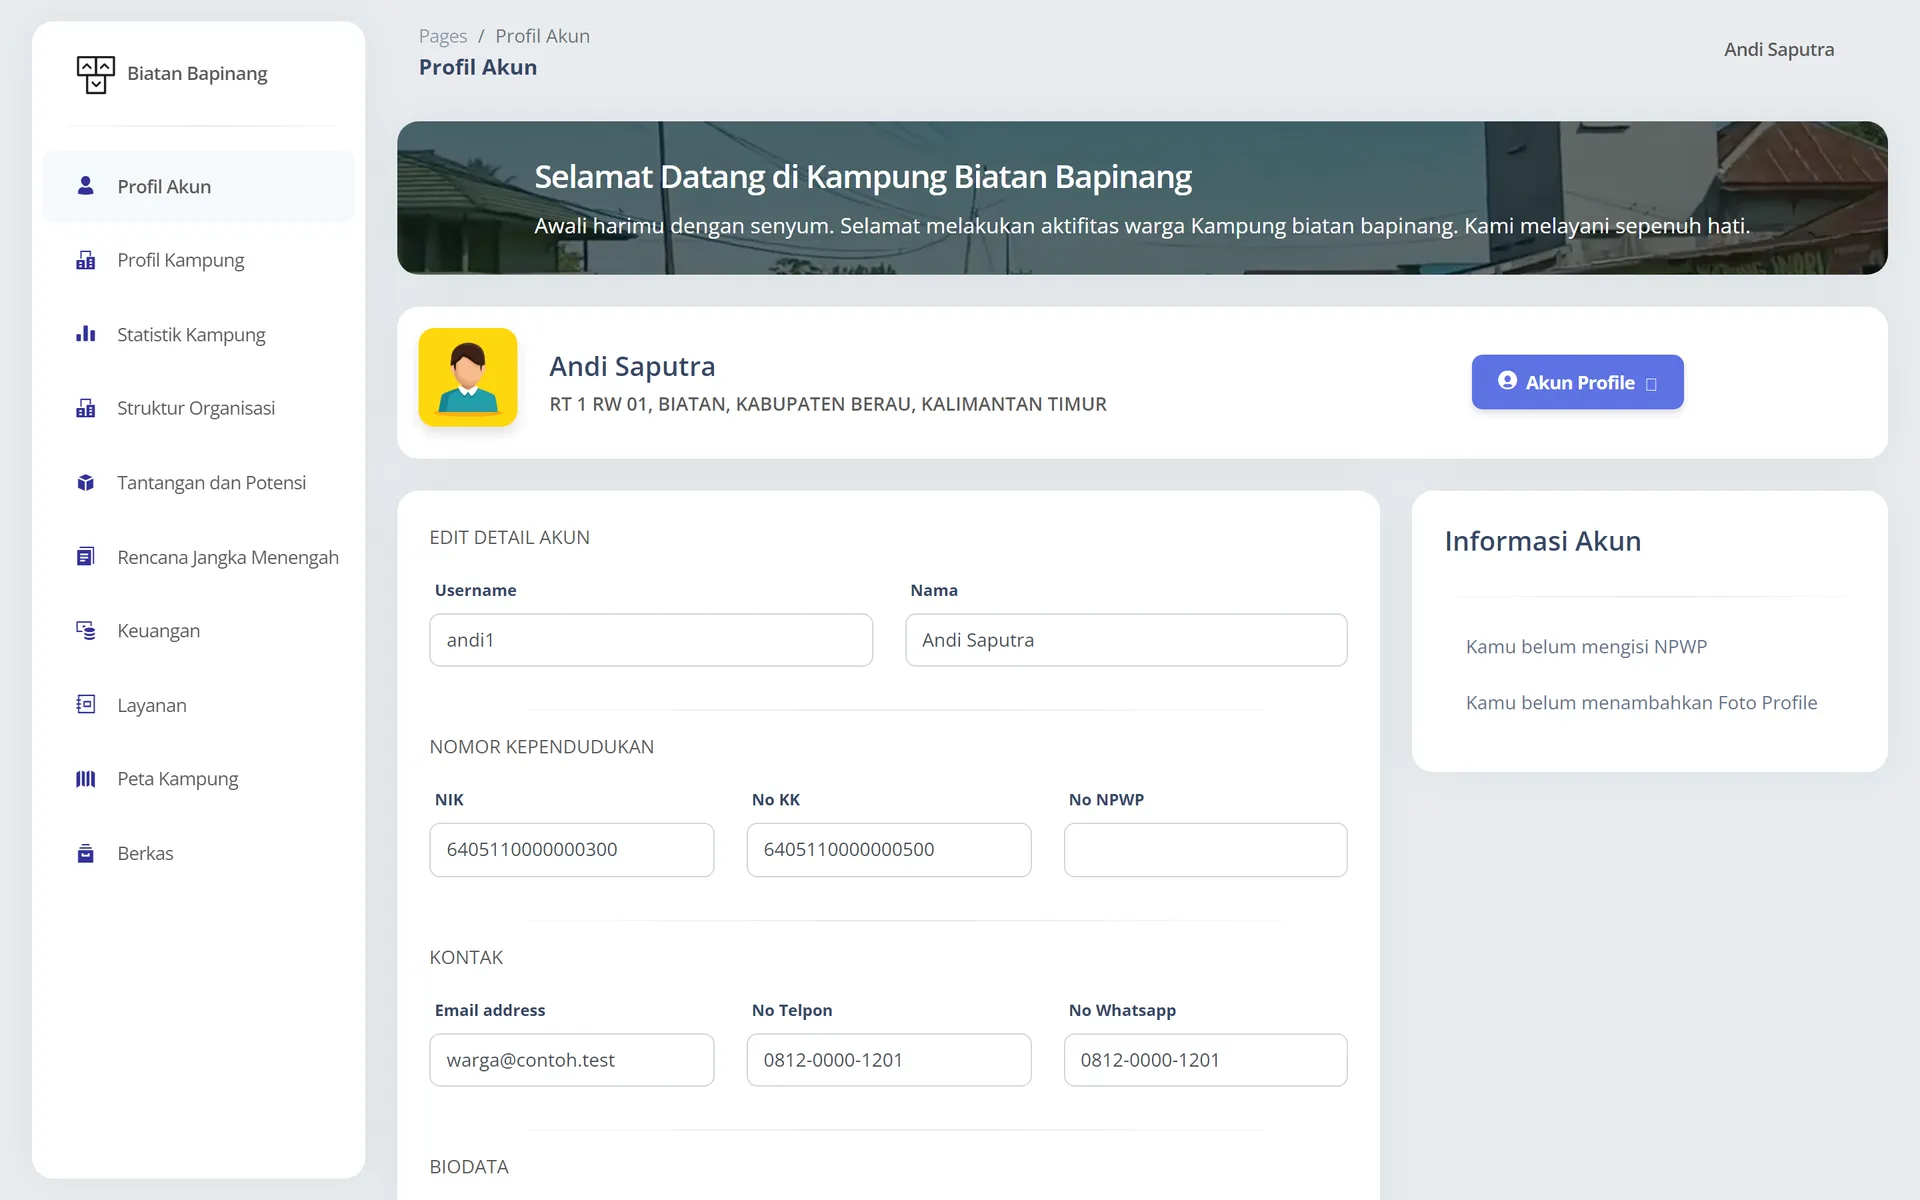 Biatan Bapinang
Profil Akun
Profil Kampung
Statistik Kampung
Struktur Organisasi
Tantangan dan Potensi
Rencana Jangka Menengah
Keuangan
Layanan
Peta Kampung
Berkas
Pages / Profil Akun
Profil Akun
Andi Saputra
Selamat Datang di Kampung Biatan Bapinang
Awali harimu dengan senyum. Selamat melakukan aktifitas warga Kampung biatan bapinang. Kami melayani sepenuh hati.
Andi Saputra
RT 1 RW 01, BIATAN, KABUPATEN BERAU, KALIMANTAN TIMUR
Akun Profile
EDIT DETAIL AKUN
Username
Nama
andi1
Andi Saputra
NOMOR KEPENDUDUKAN
NIK
No KK
No NPWP
6405110000000300
6405110000000500
KONTAK
Email address
No Telpon
No Whatsapp
warga@contoh.test
0812-0000-1201
0812-0000-1201
BIODATA
Informasi Akun
Kamu belum mengisi NPWP
Kamu belum menambahkan Foto Profile